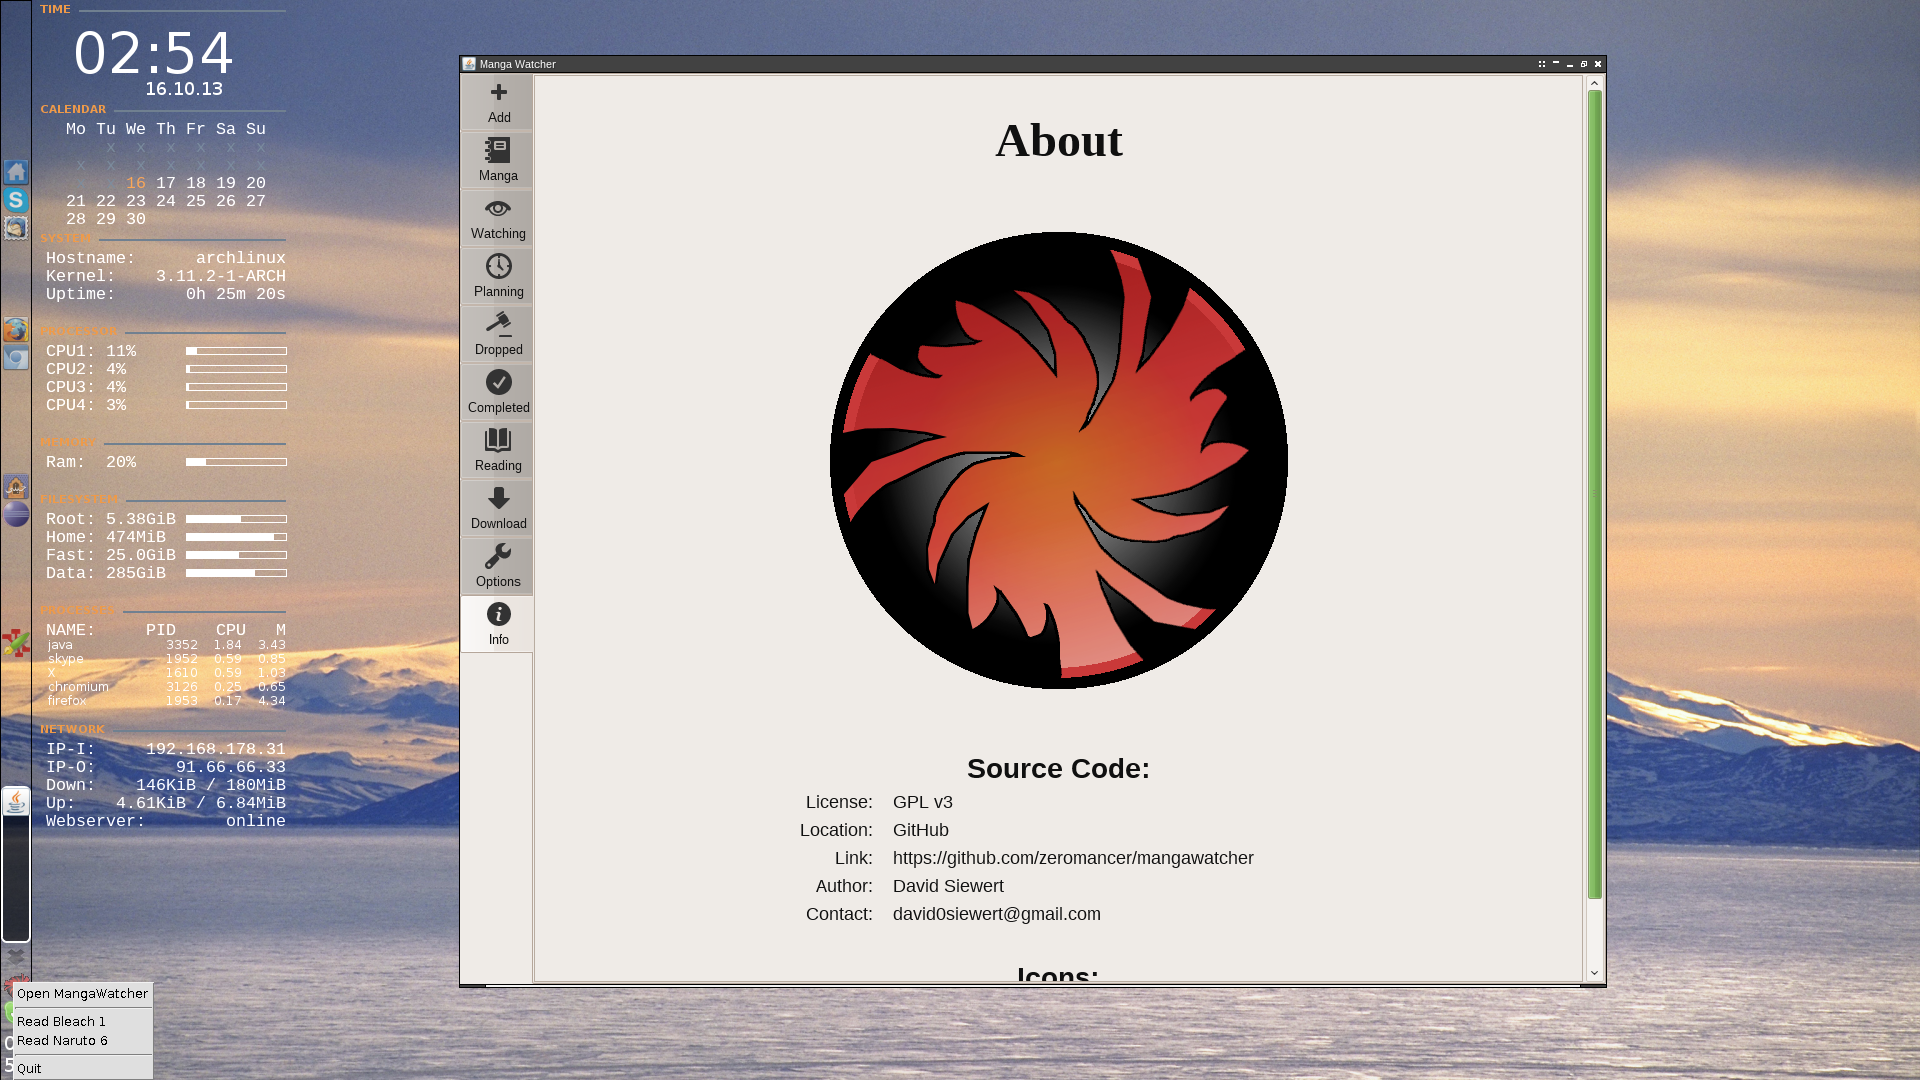 TIME
02:54
16.10.13
CALENDAR
Mo Tu We Th Fr Sa Su
x x x x x x
x x x x x x x
16 17 18 19 20
21 22 23 24 25 26 27
28 29 30
SYSTEM
Hostname: archlinux
Kernel: 3.11.2-1-ARCH
Uptime: 0h 25m 20s
PROCESSOR
CPU1: 11%
CPU2: 4%
CPU3: 4%
CPU4: 3%
MEMORY
Ram: 20%
FILESYSTEM
Root: 5.38GiB
Home: 474MiB
Fast: 25.0GiB
Data: 285GiB
NAME: PID CPU M
java 3352 1.84 3.43
skype 1952 0.59 0.85
X 1610 0.59 1.03
chromium 3126 0.25 0.65
firefox 1953 0.17 4.34
NETWORK
IP-I: 192.168.178.31
IP-O: 91.66.66.33
Down: 146KiB / 180MiB
Up: 4.61KiB / 6.84MiB
Webserver: online
Open MangaWatcher
Read Bleach 1
Read Naruto 6
Quit
Manga Watcher
Add
Manga
Watching
Planning
Dropped
Completed
Reading
Download
Options
Info
About
Source Code:
License: GPL v3
Location: GitHub
Link: https://github.com/zeromancer/mangawatcher
Author: David Siewert
Contact: david0siewert@gmail.com
Icons: